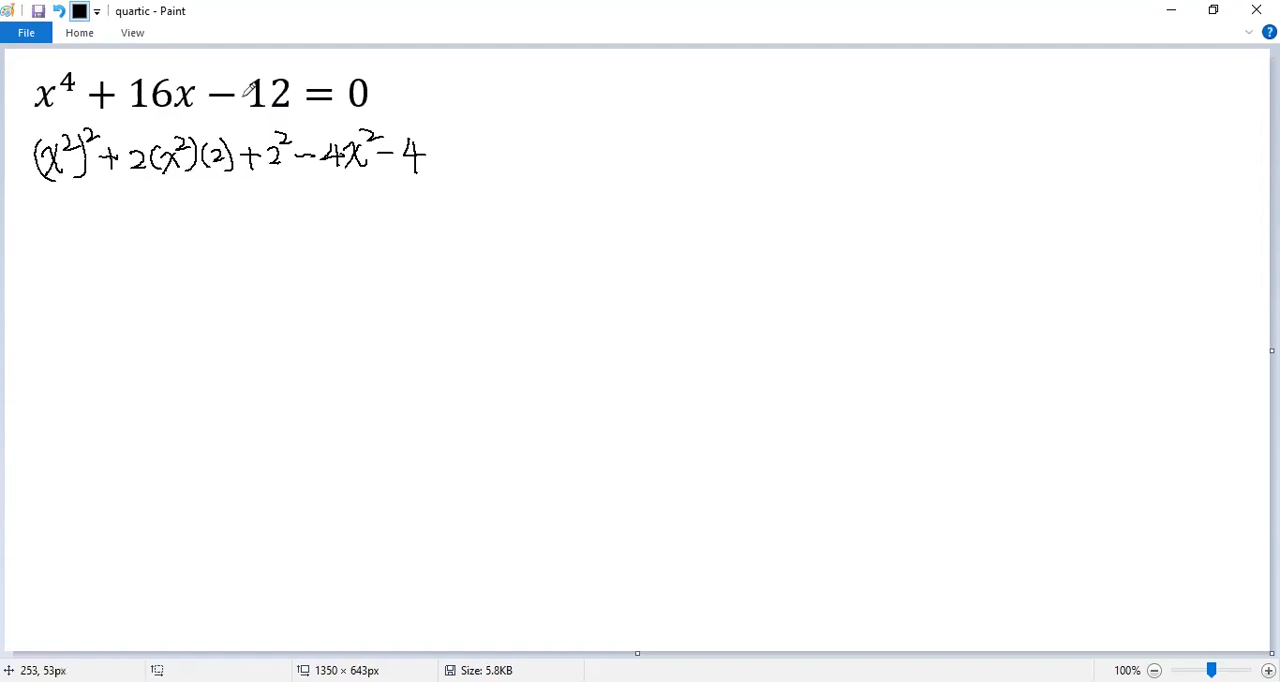 quartic - Paint
File Home View
x⁴ + 16x − 12 = 0
(x²)² + 2(x²)(2) + 2² − 4x² − 4
253, 53px 1350 × 643px Size: 5.8KB 100%